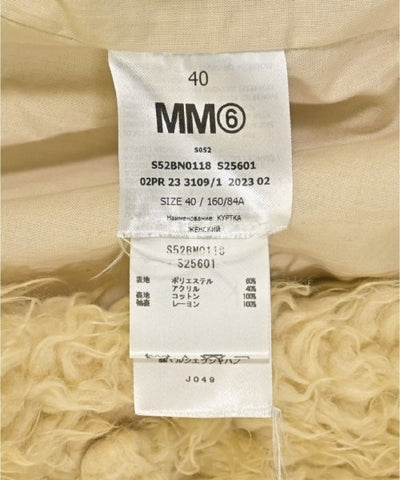 40
MM⑥
S052
S52BN0118 S25601
02PR 23 3109/1 2023 02
SIZE 40 / 160/84A
Наименование: КУРТКА
ЖЕНСКИЙ
S52BN0118
S25601
表地 ポリエステル 60%
アクリル 40%
裏地 コットン 100%
袖裏 レーヨン 100%
J049